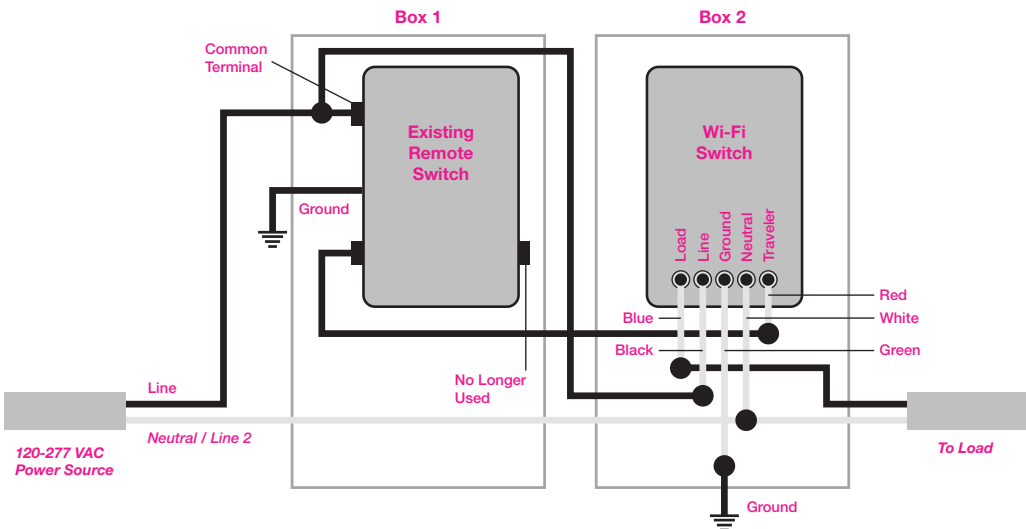 Box 1
Box 2
Common
Terminal
Existing
Remote
Switch
Wi-Fi
Switch
Ground
Load
Line
Ground
Neutral
Traveler
Red
Blue
White
Black
Green
No Longer
Used
Line
Neutral / Line 2
120-277 VAC
Power Source
To Load
Ground